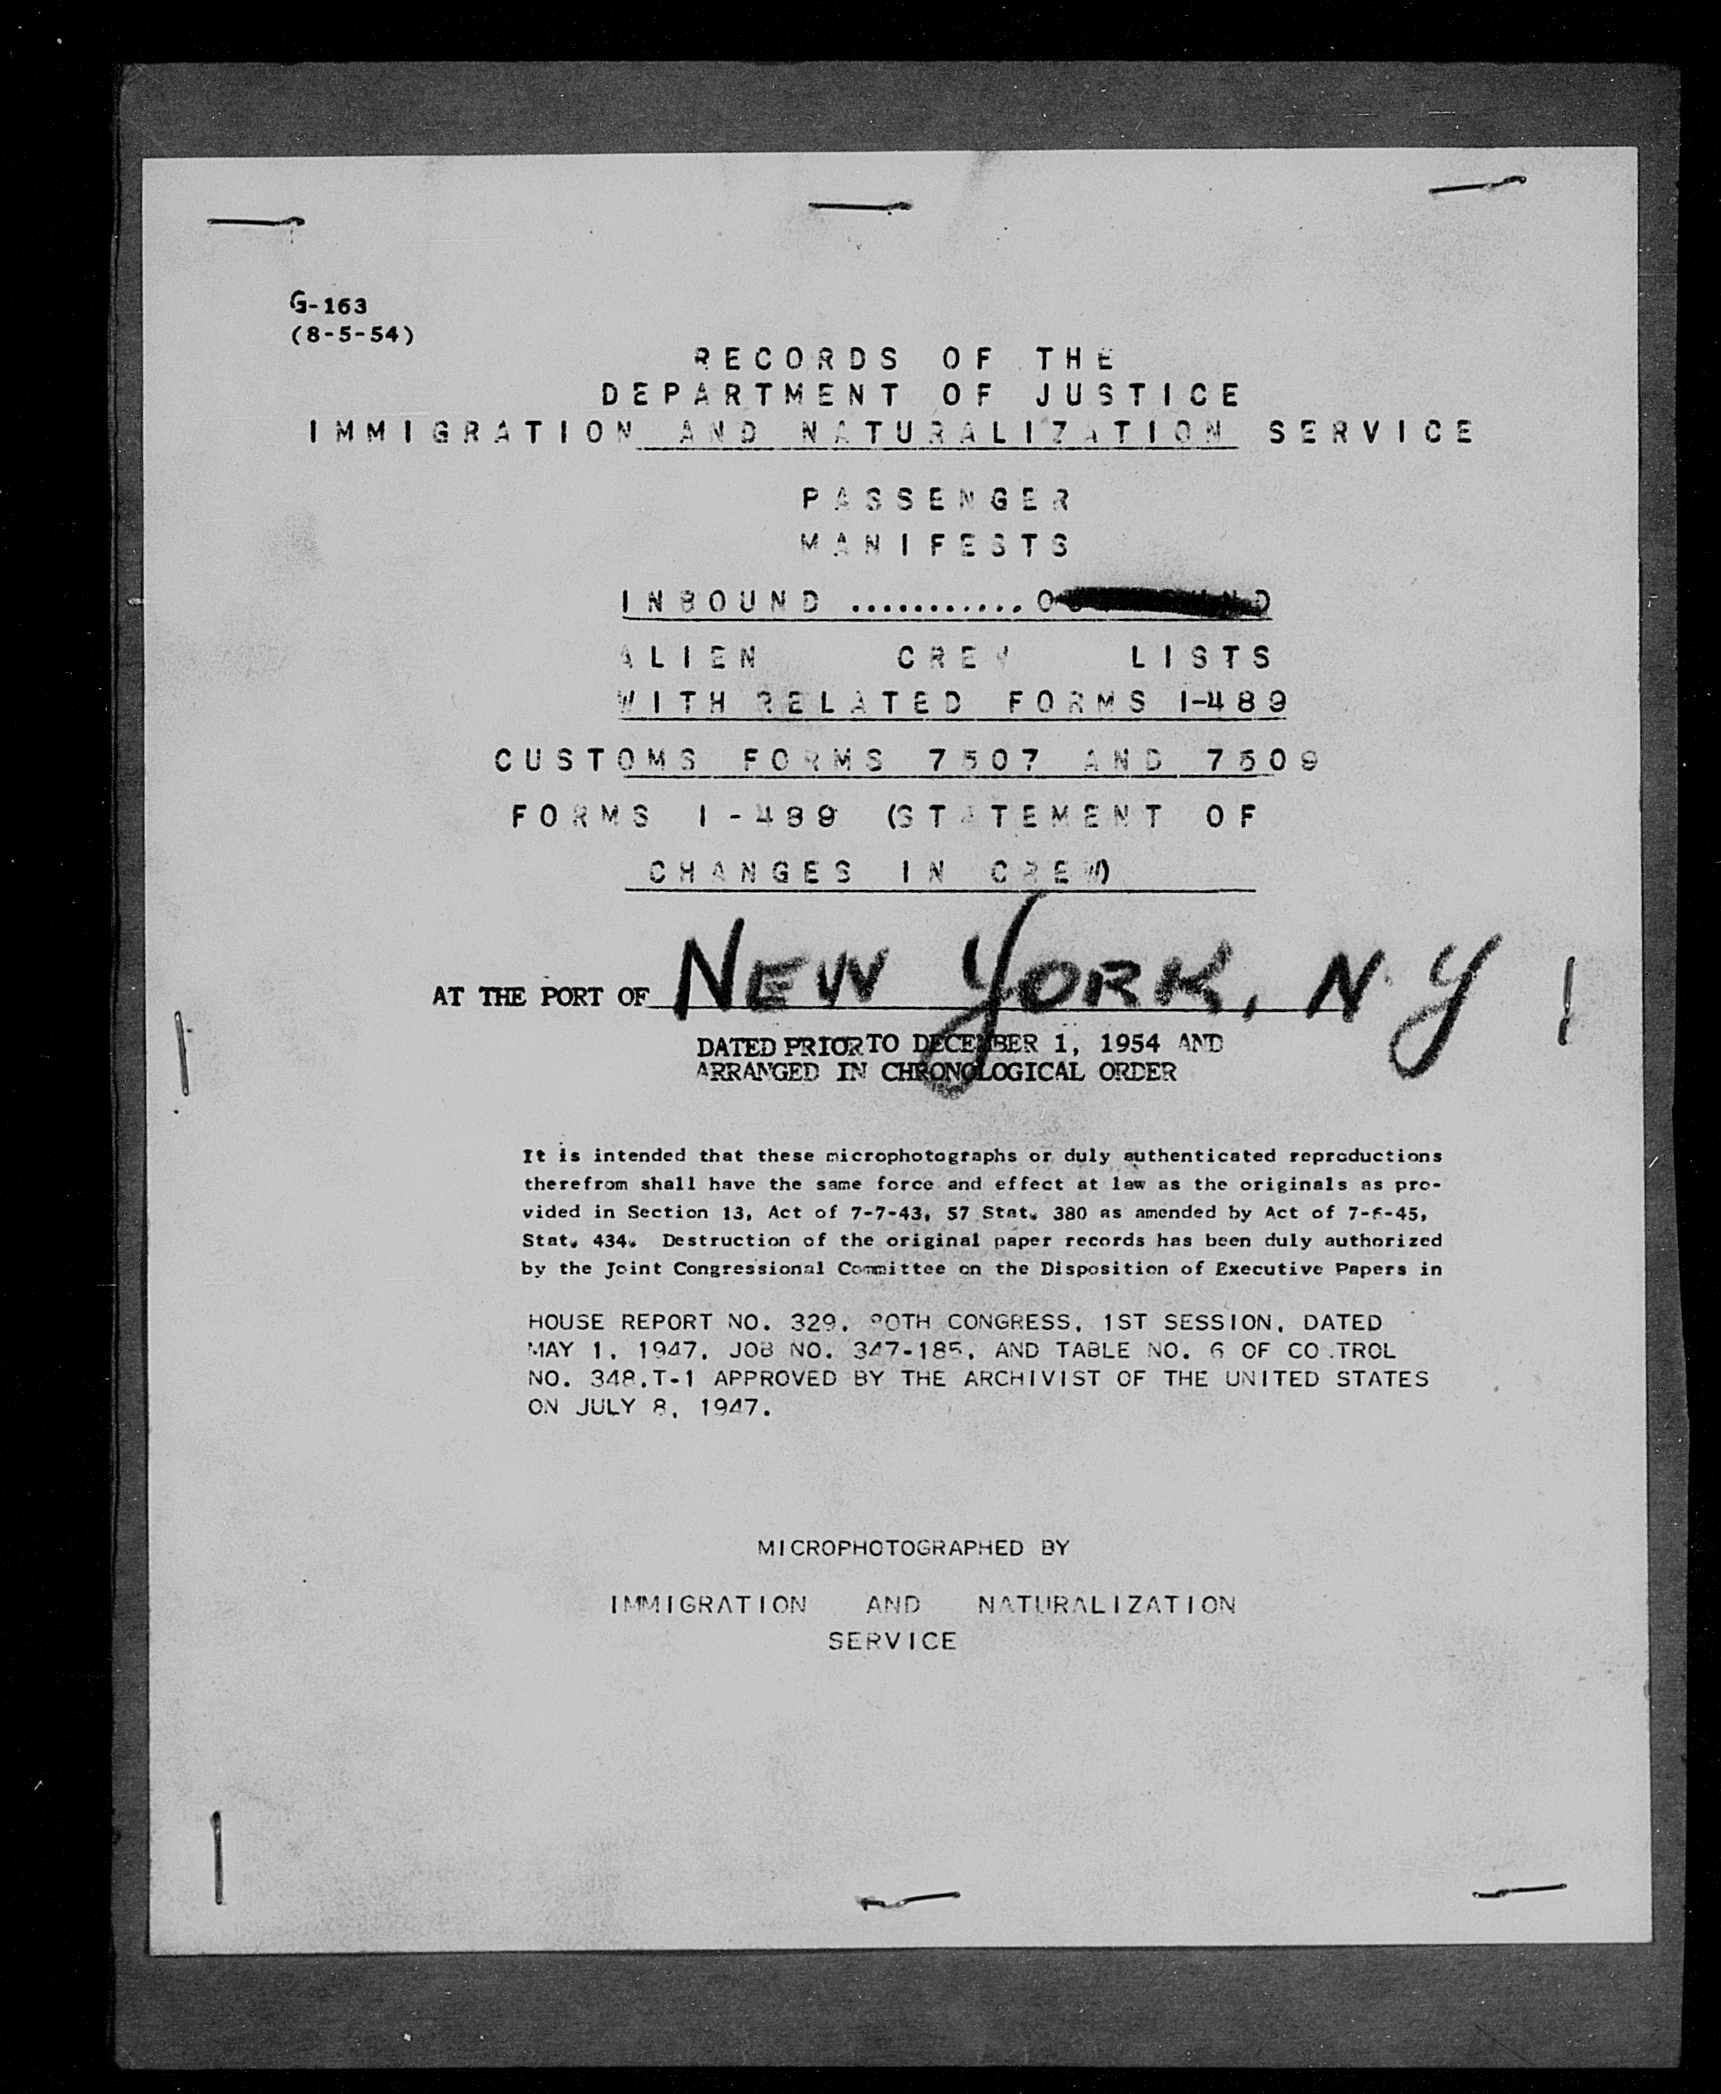 G-163
(8-5-54)
RECORDS OF THE
DEPARTMENT OF JUSTICE
IMMIGRATION AND NATURALIZATION SERVICE
PASSENGER
MANIFESTS
INBOUND ...........
ALIEN CREW LISTS
WITH RELATED FORMS I-489
CUSTOMS FORMS 7507 AND 7509
FORMS I-489 (STATEMENT OF
CHANGES IN CREW)
AT THE PORT OF NEW YORK, N.Y
DATED PRIOR TO DECEMBER 1, 1954 AND
ARRANGED IN CHRONOLOGICAL ORDER
It is intended that these microphotographs or duly authenticated reproductions
therefrom shall have the same force and effect at law as the originals as pro-
vided in Section 13, Act of 7-7-43, 57 Stat. 380 as amended by Act of 7-6-45,
Stat. 434. Destruction of the original paper records has been duly authorized
by the Joint Congressional Committee on the Disposition of Executive Papers in
HOUSE REPORT NO. 329, 80TH CONGRESS, 1ST SESSION, DATED
MAY 1, 1947, JOB NO. 347-185, AND TABLE NO. 6 OF CO.TROL
NO. 348.T-1 APPROVED BY THE ARCHIVIST OF THE UNITED STATES
ON JULY 8, 1947.
MICROPHOTOGRAPHED BY
IMMIGRATION AND NATURALIZATION
SERVICE